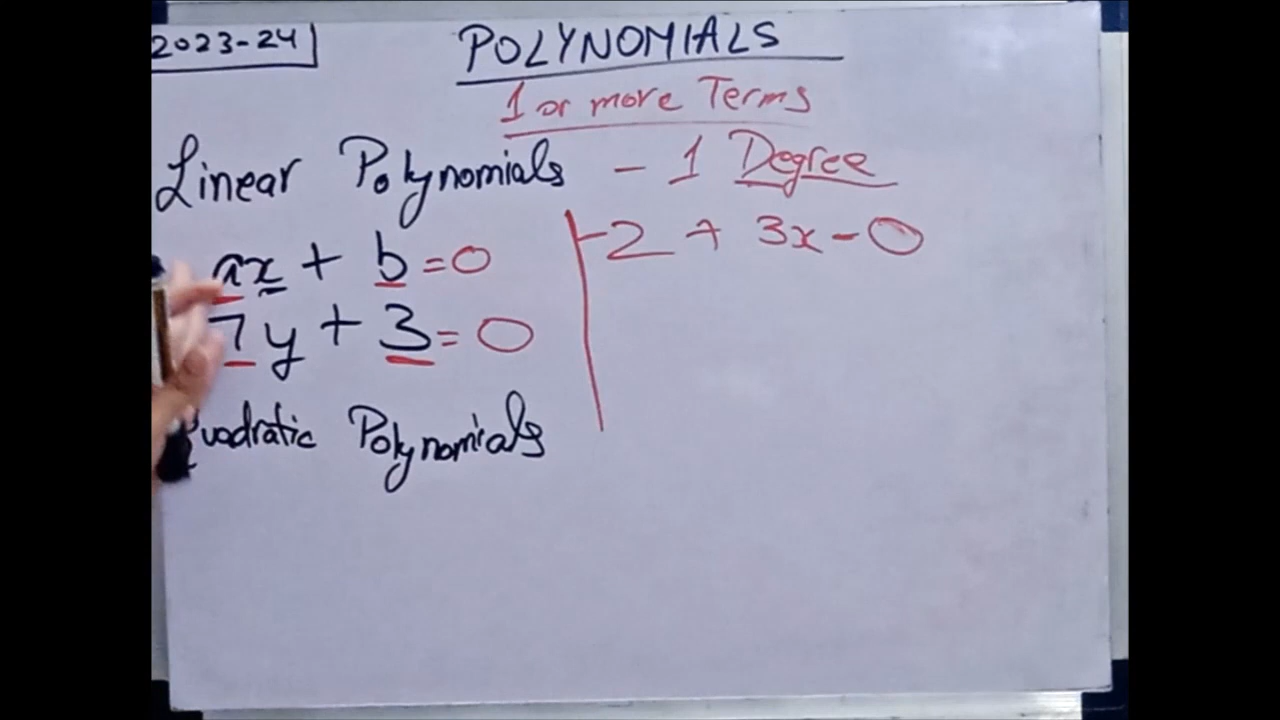 2023-24
POLYNOMIALS
1 or more Terms
Linear Polynomials - 1 Degree
ax + b = 0
7y + 3 = 0
-2 + 3x - 0
Quadratic Polynomials